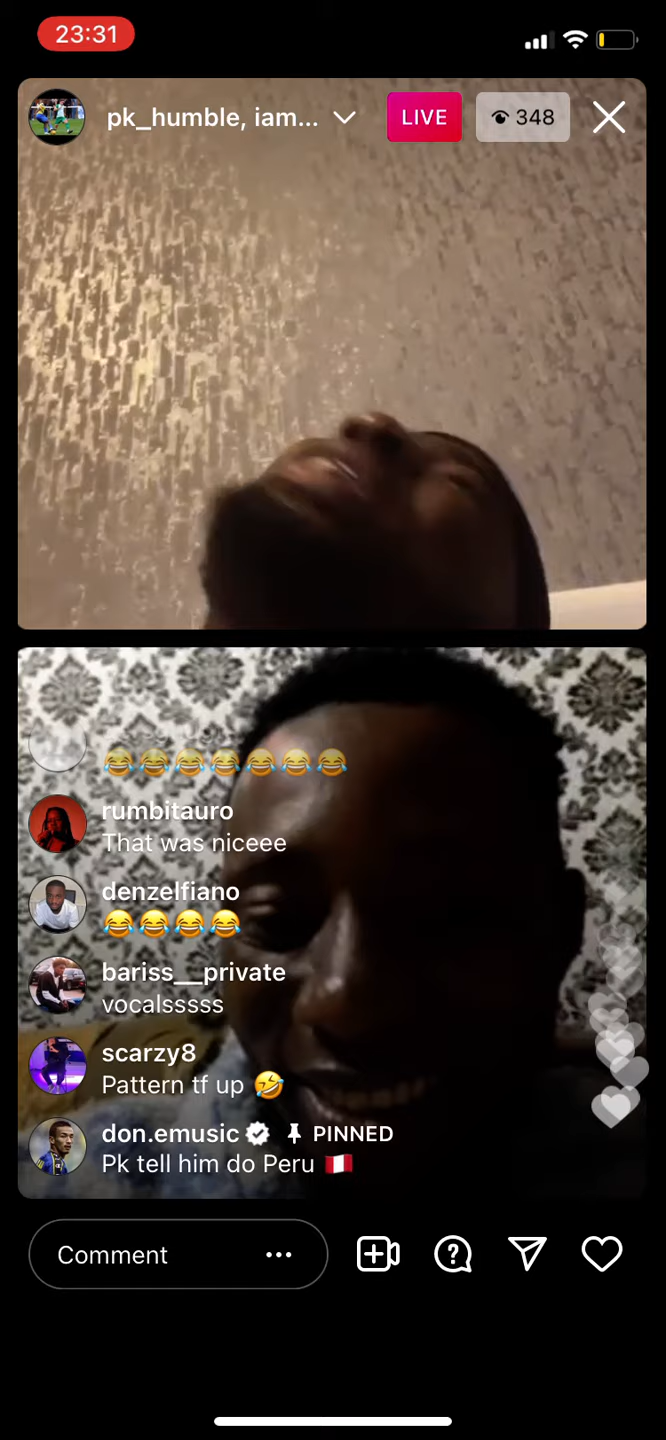 23:31
pk_humble, iam...
LIVE
348
😂😂😂😂😂😂😂
rumbitauro
That was niceee
denzelfiano
😂😂😂😂
bariss__private
vocalsssss
scarzy8
Pattern tf up 🤣
don.emusic PINNED
Pk tell him do Peru 🇵🇪
Comment